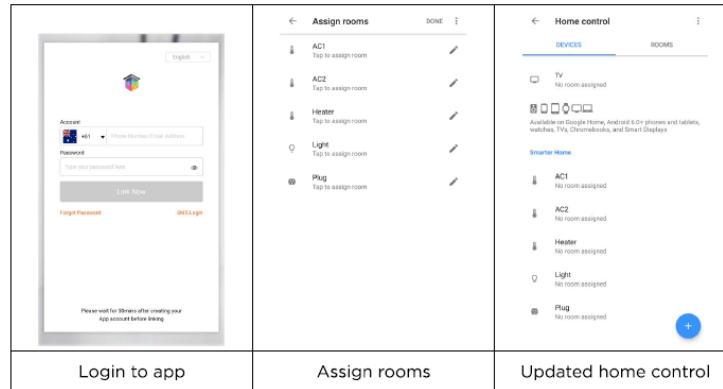 English
Account
+61
Phone Number/Email Address
Password
Type your password here
Link Now
Forgot Password
SMS Login
Please wait for 30mins after creating your
App account before linking
Login to app
Assign rooms
DONE
AC1
Tap to assign room
AC2
Tap to assign room
Heater
Tap to assign room
Light
Tap to assign room
Plug
Tap to assign room
Assign rooms
Home control
DEVICES
ROOMS
TV
No room assigned
Available on Google Home, Android 6.0+ phones and tablets,
watches, TVs, Chromebooks, and Smart Displays
Smarter Home
AC1
No room assigned
AC2
No room assigned
Heater
No room assigned
Light
No room assigned
Plug
No room assigned
+
Updated home control